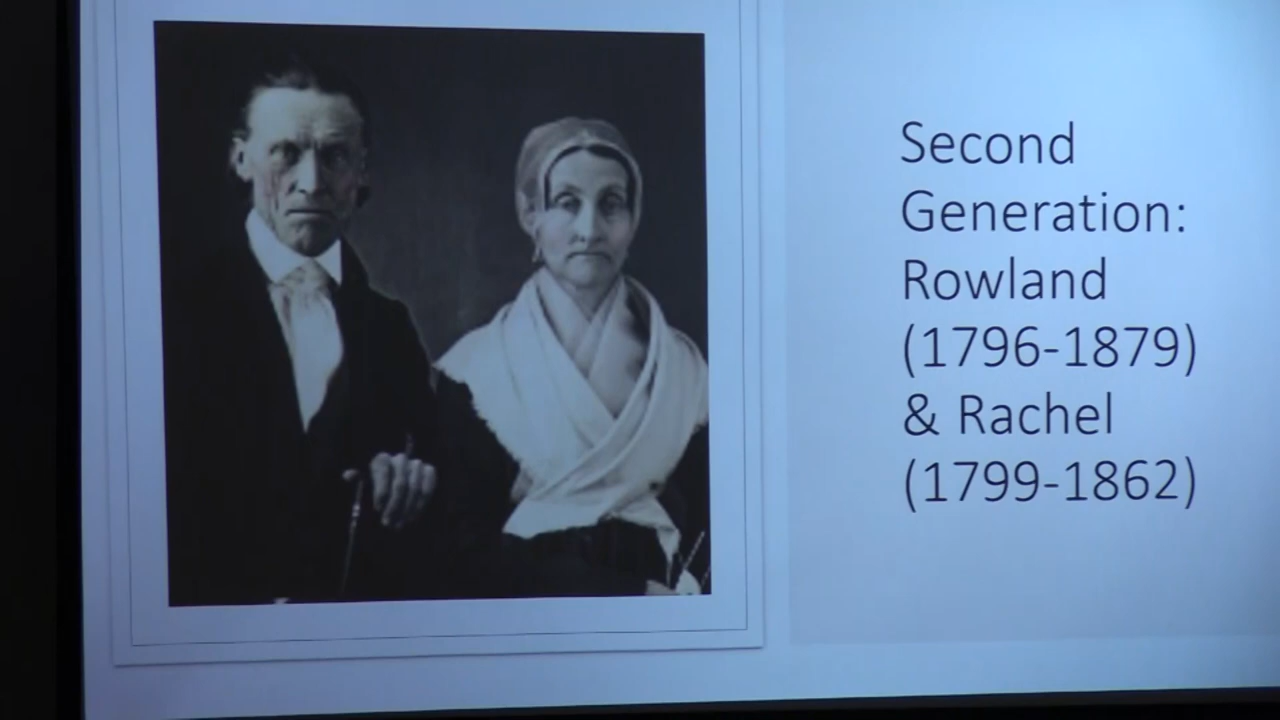 Second
Generation:
Rowland
(1796-1879)
& Rachel
(1799-1862)